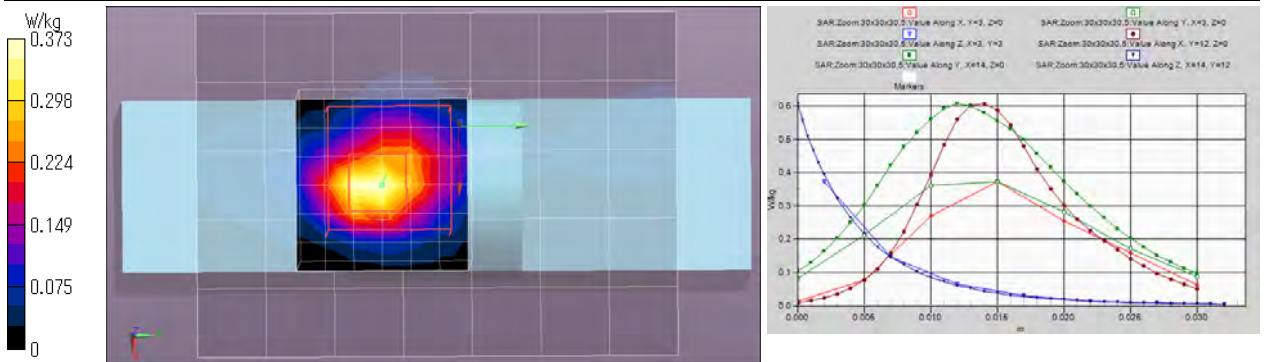 W/kg
0.373
0.298
0.224
0.149
0.075
0
SAR:Zoom 30x30x30,5:Value Along X, Y=3, Z=0
SAR:Zoom 30x30x30,5:Value Along Y, X=3, Z=0
SAR:Zoom 30x30x30,5:Value Along Z, X=3, Y=3
SAR:Zoom 30x30x30,5:Value Along X, Y=12, Z=0
SAR:Zoom 30x30x30,5:Value Along Y, X=14, Z=0
SAR:Zoom 30x30x30,5:Value Along Z, X=14, Y=12
Markers
W/kg
0.6
0.5
0.4
0.3
0.2
0.1
0.0
0.000 0.005 0.010 0.015 0.020 0.025 0.030
m